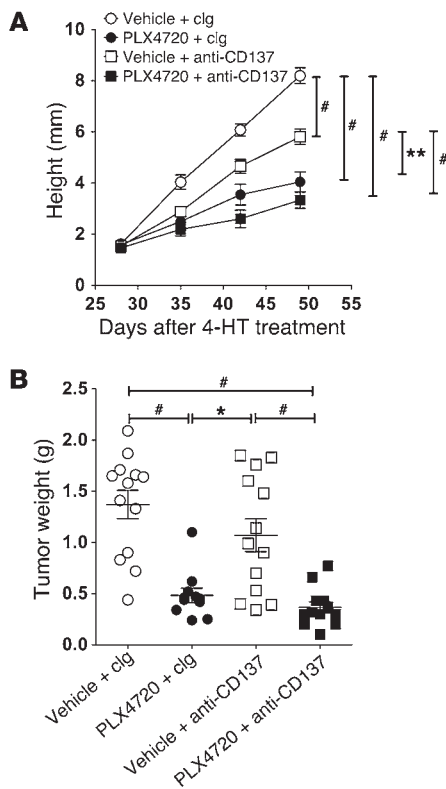 A
Vehicle + cIg
PLX4720 + cIg
Vehicle + anti-CD137
PLX4720 + anti-CD137
Height (mm)
10
8
6
4
2
0
#
#
#
**
#
25 30 35 40 45 50 55
Days after 4-HT treatment
B
Tumor weight (g)
2.5
2.0
1.5
1.0
0.5
0.0
#
# * #
Vehicle + cIg
PLX4720 + cIg
Vehicle + anti-CD137
PLX4720 + anti-CD137